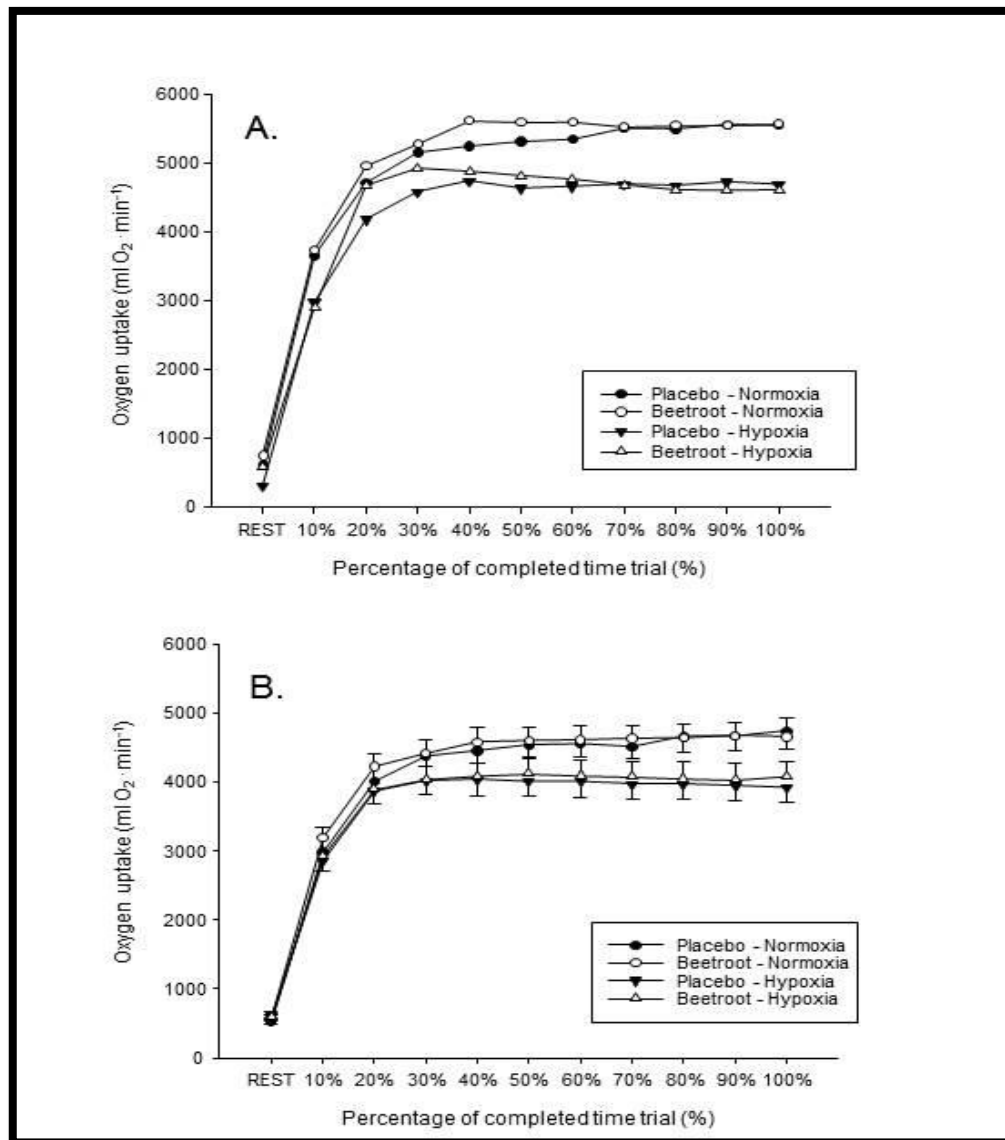 A.
6000
5000
4000
3000
2000
1000
0
Oxygen uptake (ml O₂ · min⁻¹)
Placebo - Normoxia
Beetroot - Normoxia
Placebo - Hypoxia
Beetroot - Hypoxia
REST 10% 20% 30% 40% 50% 60% 70% 80% 90% 100%
Percentage of completed time trial (%)
B.
6000
5000
4000
3000
2000
1000
0
Oxygen uptake (ml O₂ · min⁻¹)
Placebo - Normoxia
Beetroot - Normoxia
Placebo - Hypoxia
Beetroot - Hypoxia
REST 10% 20% 30% 40% 50% 60% 70% 80% 90% 100%
Percentage of completed time trial (%)